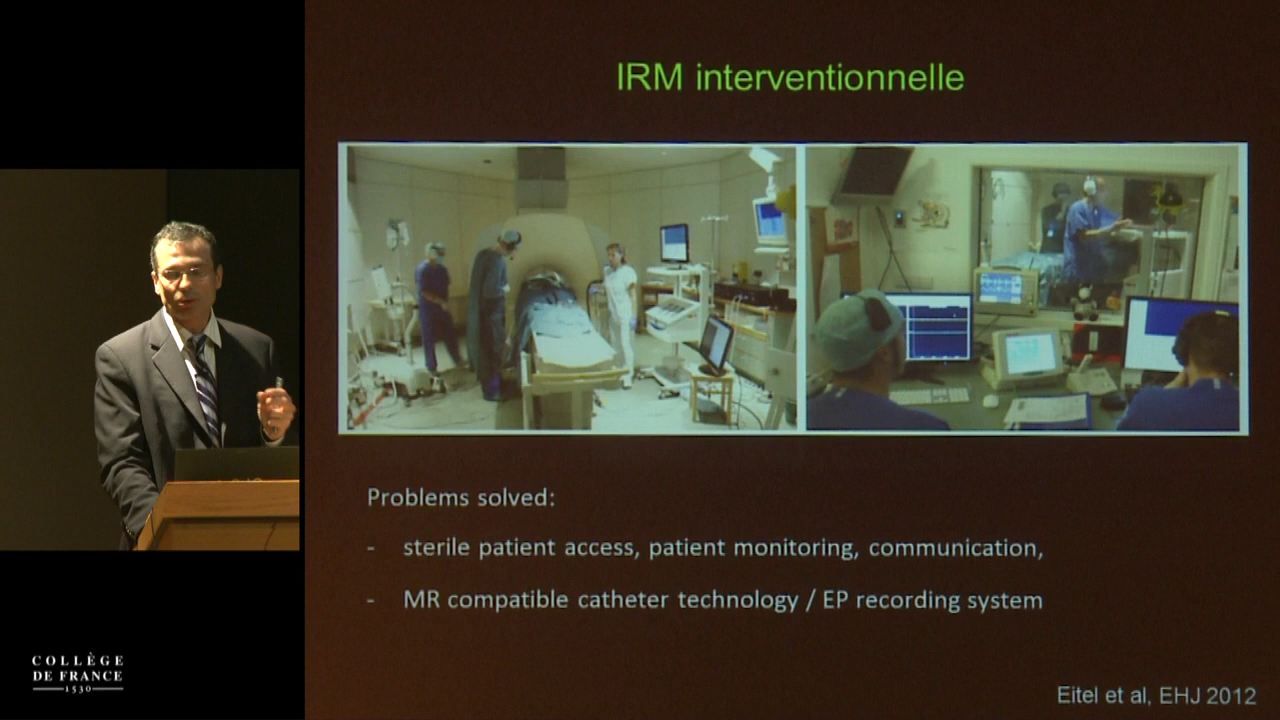 IRM interventionnelle
Problems solved:
- sterile patient access, patient monitoring, communication,
- MR compatible catheter technology / EP recording system
Eitel et al, EHJ 2012
COLLÈGE
DE FRANCE
1530